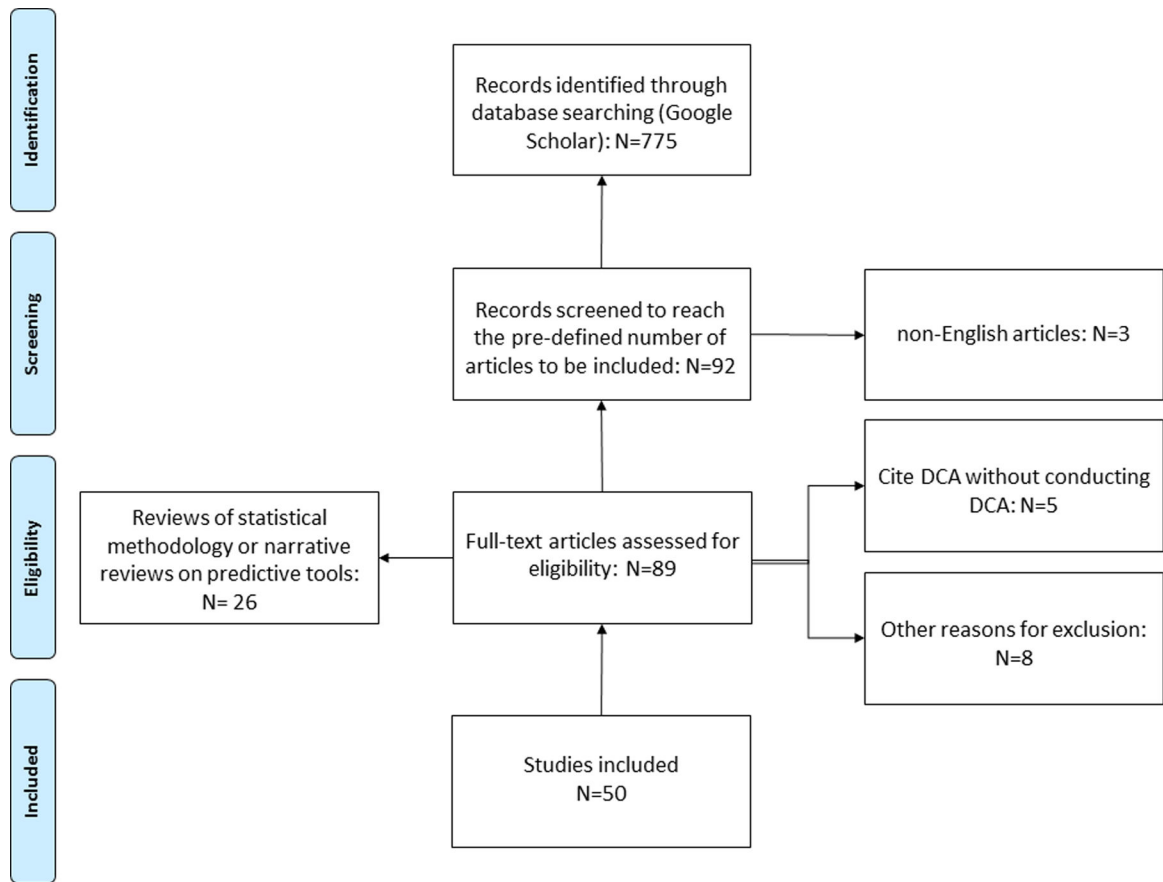 Identification
Records identified through
database searching (Google
Scholar): N=775
Screening
Records screened to reach
the pre-defined number of
articles to be included: N=92
non-English articles: N=3
Eligibility
Reviews of statistical
methodology or narrative
reviews on predictive tools:
N= 26
Full-text articles assessed for
eligibility: N=89
Cite DCA without conducting
DCA: N=5
Other reasons for exclusion:
N=8
Included
Studies included
N=50